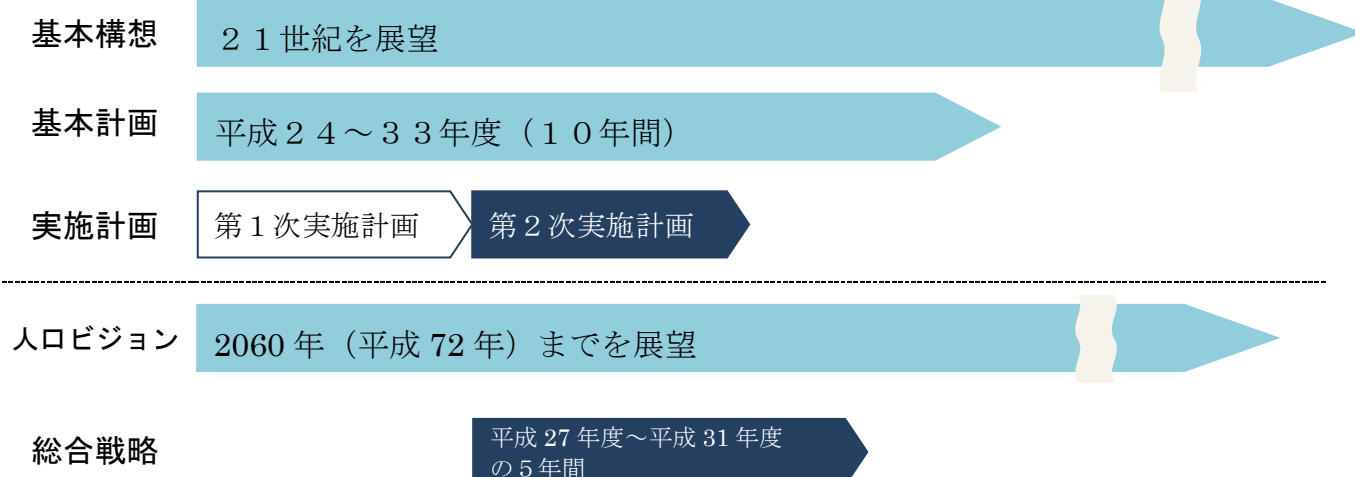 基本構想
２１世紀を展望
基本計画
平成２４～３３年度（１０年間）
実施計画
第１次実施計画
第２次実施計画
人口ビジョン
2060 年（平成 72 年）までを展望
総合戦略
平成 27 年度～平成 31 年度
の５年間